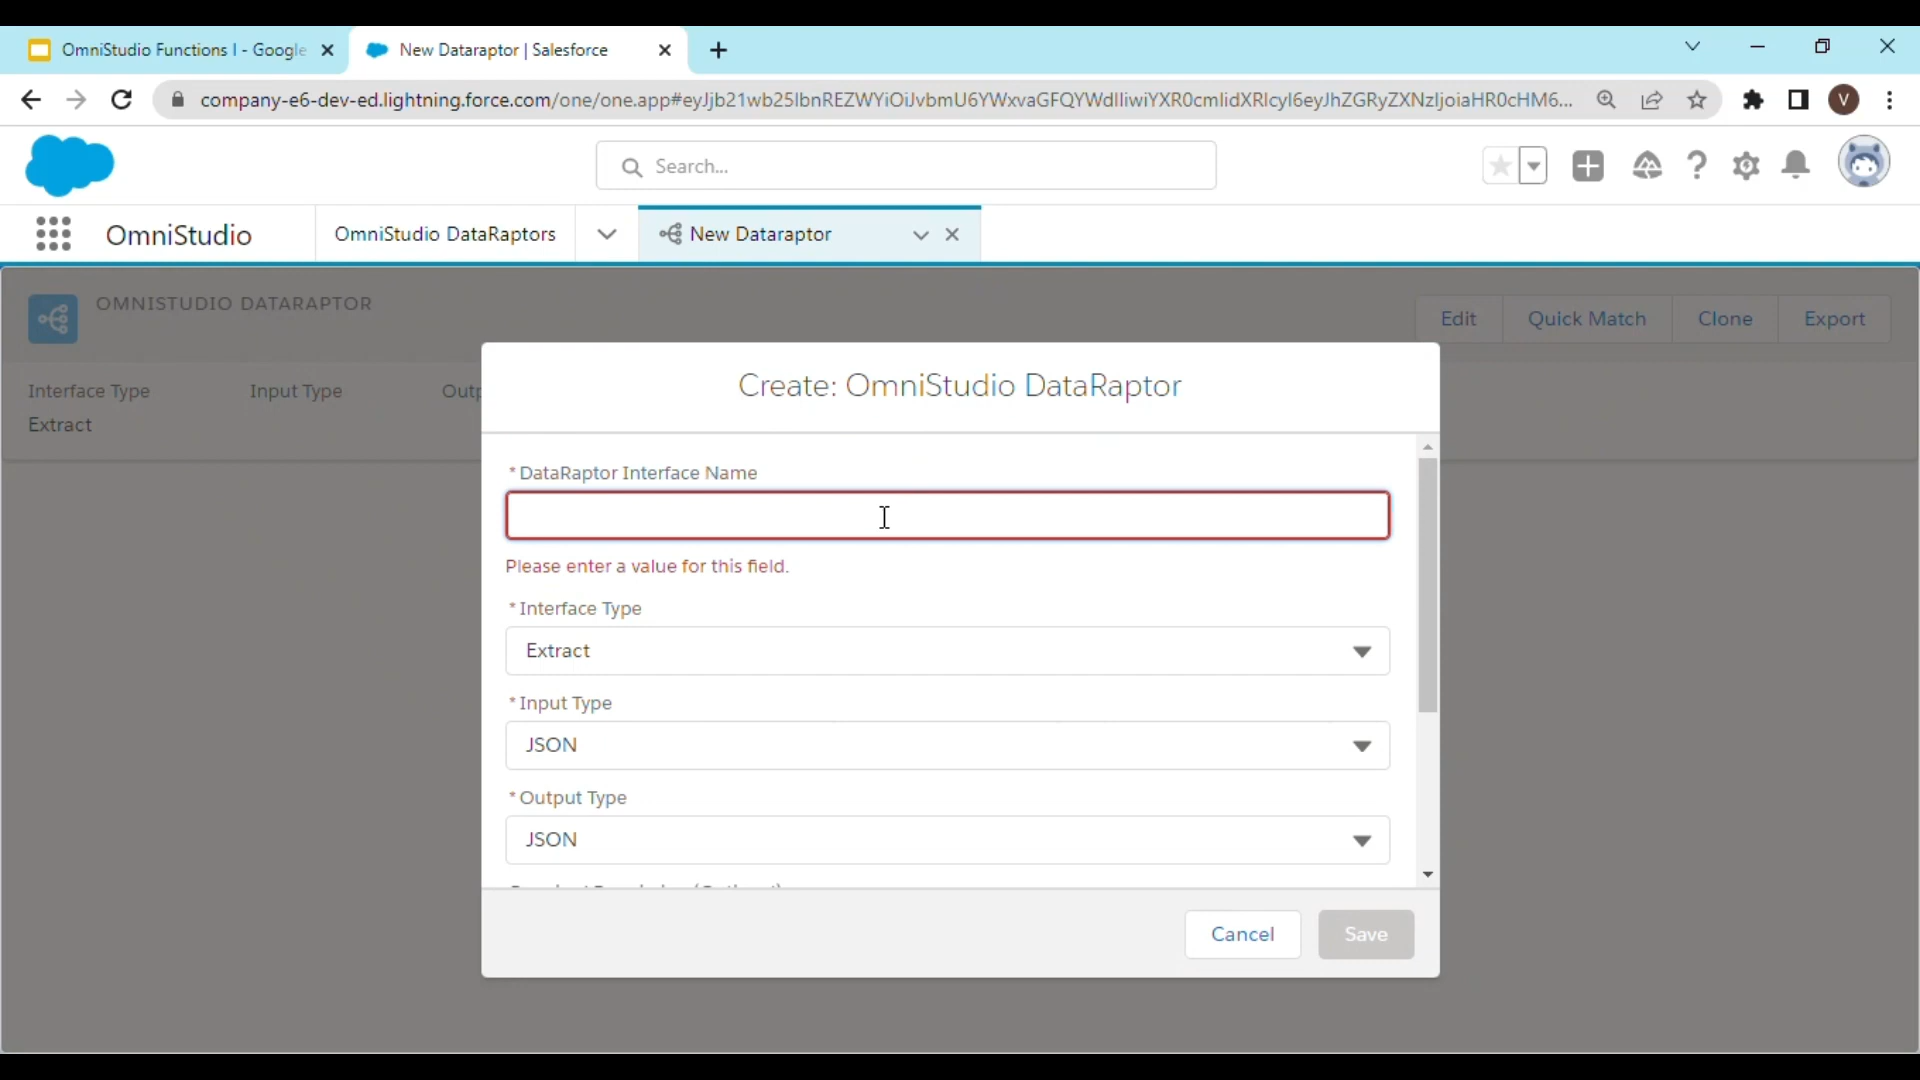 OmniStudio Functions I - Google
New Dataraptor | Salesforce
company-e6-dev-ed.lightning.force.com/one/one.app#eyJjb21wb25lbnREZWYiOiJvbmU6YWxvaGFQYWdlIiwiYXR0cmlidXRlcyI6eyJhZGRyZXNzIjoiaHR0cHM6...
V
Search...
OmniStudio
OmniStudio DataRaptors
New Dataraptor
OMNISTUDIO DATARAPTOR
Edit
Quick Match
Clone
Export
Interface Type
Input Type
Outp
Extract
Create: OmniStudio DataRaptor
* DataRaptor Interface Name
Please enter a value for this field.
* Interface Type
Extract
* Input Type
JSON
* Output Type
JSON
Cancel
Save